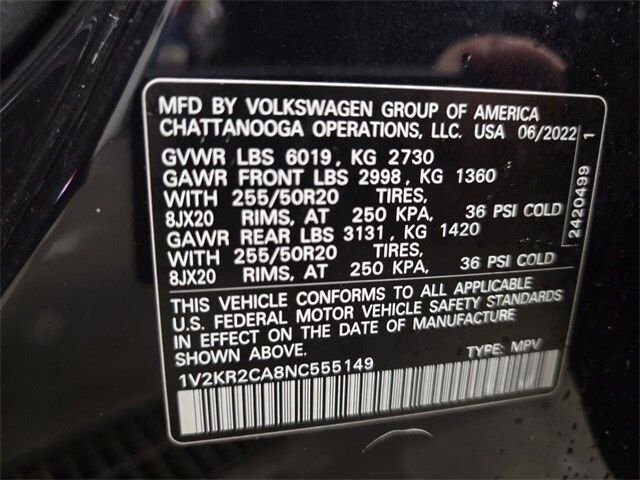 MFD BY VOLKSWAGEN GROUP OF AMERICA
CHATTANOOGA OPERATIONS, LLC. USA 06/2022 1
GVWR LBS 6019, KG 2730
GAWR FRONT LBS 2998, KG 1360
WITH 255/50R20 TIRES,
8JX20 RIMS, AT 250 KPA, 36 PSI COLD
GAWR REAR LBS 3131, KG 1420
WITH 255/50R20 TIRES,
8JX20 RIMS, AT 250 KPA, 36 PSI COLD
2420499
THIS VEHICLE CONFORMS TO ALL APPLICABLE
U.S. FEDERAL MOTOR VEHICLE SAFETY STANDARDS
IN EFFECT ON THE DATE OF MANUFACTURE
SHOWN ABOVE.
1V2KR2CA8NC555149 TYPE: MPV